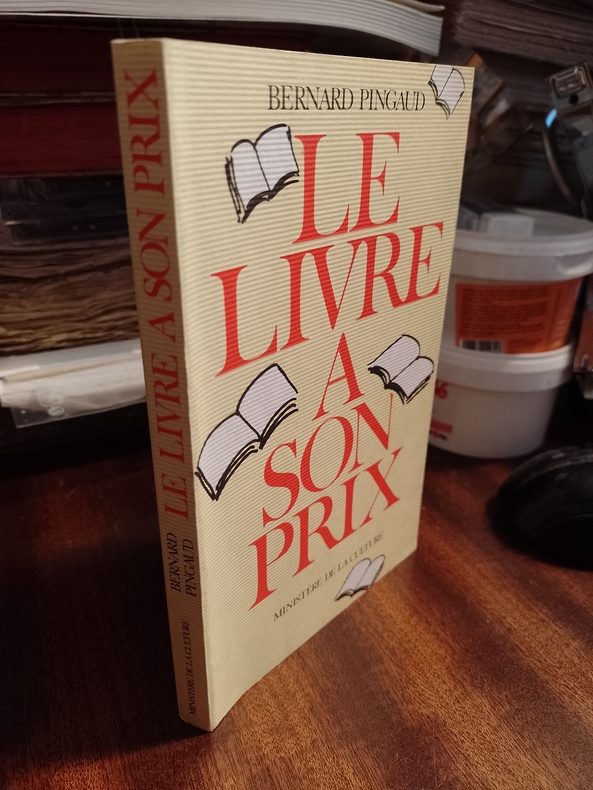 BERNARD PINGAUD
LE
LIVRE
A
SON
PRIX
MINISTÈRE DE LA CULTURE
LE LIVRE A SON PRIX
BERNARD
PINGAUD
MINISTÈRE DE LA CULTURE